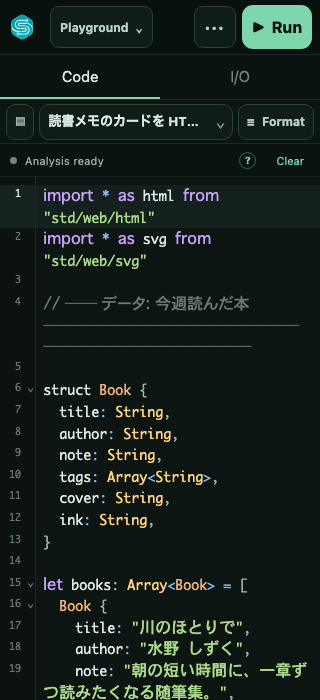 Playground
...
Run
Code
I/O
読書メモのカードを HT...
Format
Analysis ready
?
Clear
1 import * as html from
"std/web/html"
2 import * as svg from
"std/web/svg"
3
4 // ─── データ: 今週読んだ本
────────────────────────────
───────────────────────
5
6 struct Book {
7 title: String,
8 author: String,
9 note: String,
10 tags: Array<String>,
11 cover: String,
12 ink: String,
13 }
14
15 let books: Array<Book> = [
16 Book {
17 title: "川のほとりで",
18 author: "水野 しずく",
19 note: "朝の短い時間に、一章ず
つ読みたくなる随筆集。",